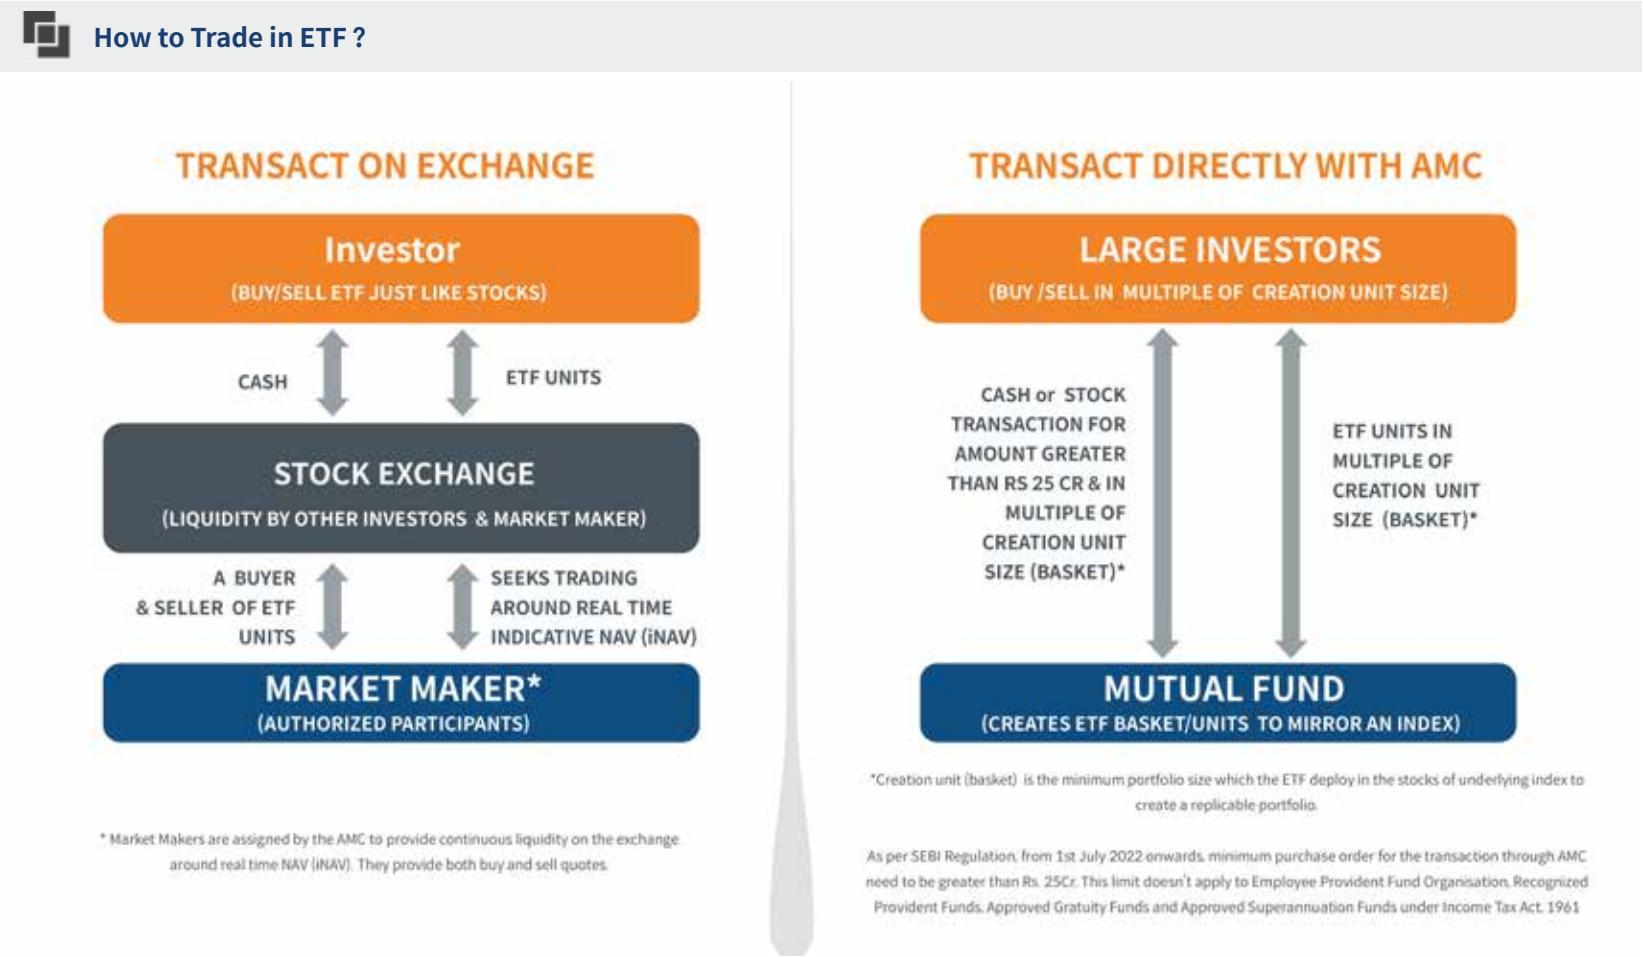 How to Trade in ETF ?
TRANSACT ON EXCHANGE
Investor
(BUY/SELL ETF JUST LIKE STOCKS)
CASH
ETF UNITS
STOCK EXCHANGE
(LIQUIDITY BY OTHER INVESTORS & MARKET MAKER)
A BUYER
& SELLER OF ETF
UNITS
SEEKS TRADING
AROUND REAL TIME
INDICATIVE NAV (iNAV)
MARKET MAKER*
(AUTHORIZED PARTICIPANTS)
* Market Makers are assigned by the AMC to provide continuous liquidity on the exchange
around real time NAV (iNAV). They provide both buy and sell quotes.
TRANSACT DIRECTLY WITH AMC
LARGE INVESTORS
(BUY /SELL IN MULTIPLE OF CREATION UNIT SIZE)
CASH or STOCK
TRANSACTION FOR
AMOUNT GREATER
THAN RS 25 CR & IN
MULTIPLE OF
CREATION UNIT
SIZE (BASKET)*
ETF UNITS IN
MULTIPLE OF
CREATION UNIT
SIZE (BASKET)*
MUTUAL FUND
(CREATES ETF BASKET/UNITS TO MIRROR AN INDEX)
*Creation unit (basket) is the minimum portfolio size which the ETF deploy in the stocks of underlying index to
create a replicable portfolio.
As per SEBI Regulation, from 1st July 2022 onwards, minimum purchase order for the transaction through AMC
need to be greater than Rs. 25Cr. This limit doesn't apply to Employee Provident Fund Organisation, Recognized
Provident Funds, Approved Gratuity Funds and Approved Superannuation Funds under Income Tax Act, 1961